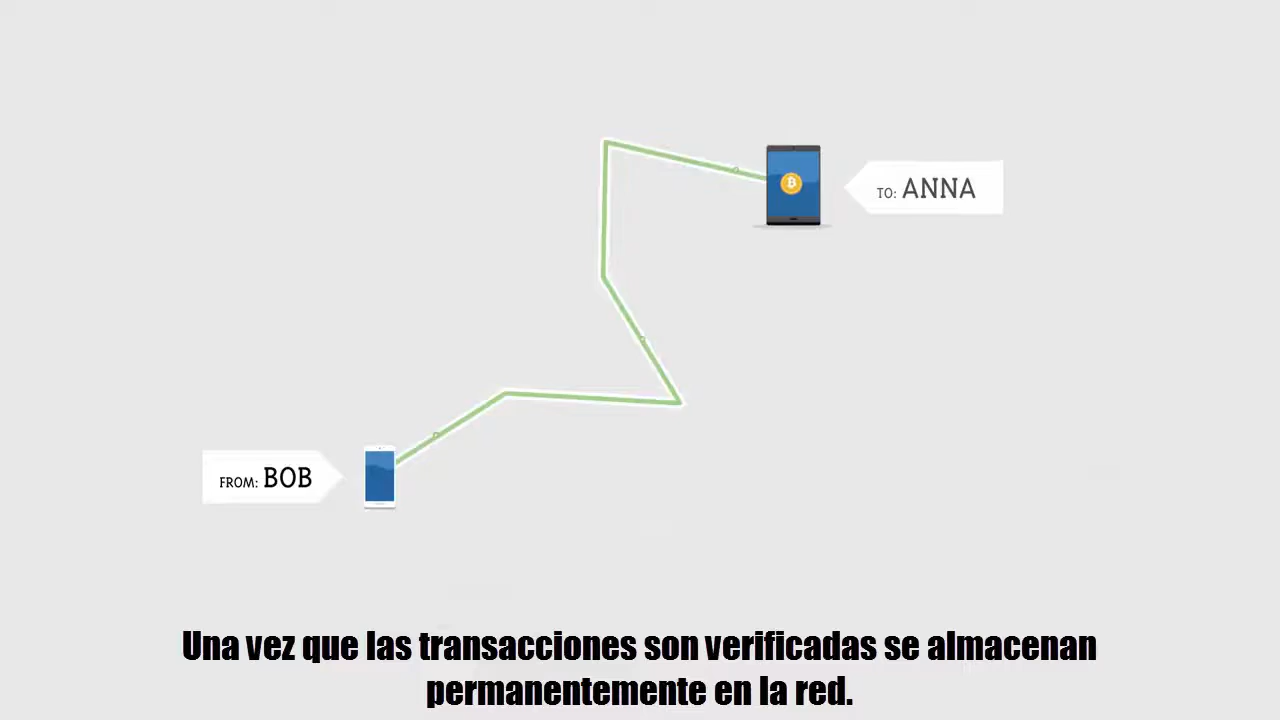 TO: ANNA
FROM: BOB
Una vez que las transacciones son verificadas se almacenan
permanentemente en la red.